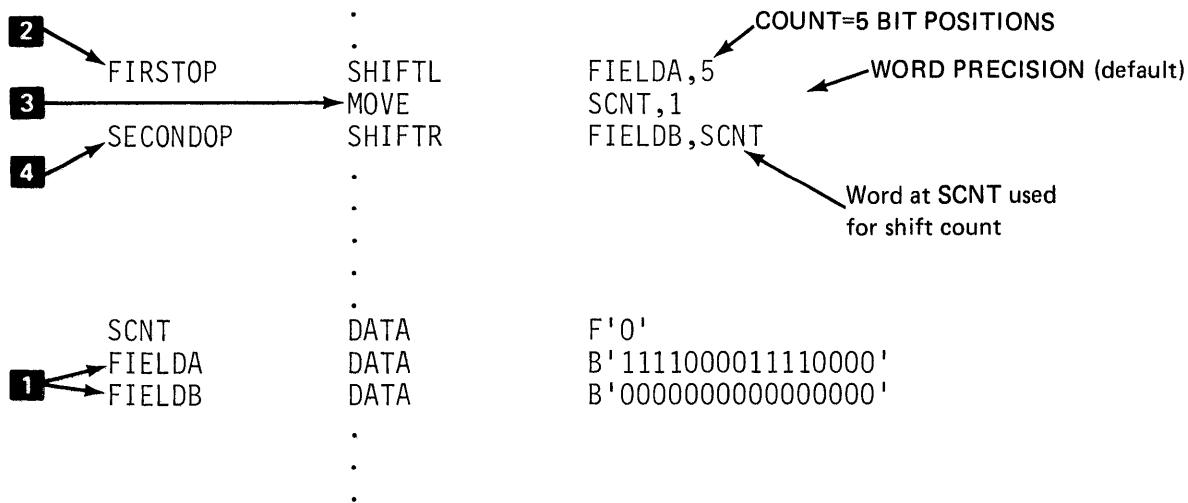 COUNT=5 BIT POSITIONS
2
FIRSTOP SHIFTL FIELDA,5
WORD PRECISION (default)
3 MOVE SCNT,1
SECONDOP SHIFTR FIELDB,SCNT
4
Word at SCNT used
for shift count
SCNT DATA F'0'
FIELDA DATA B'1111000011110000'
1
FIELDB DATA B'0000000000000000'